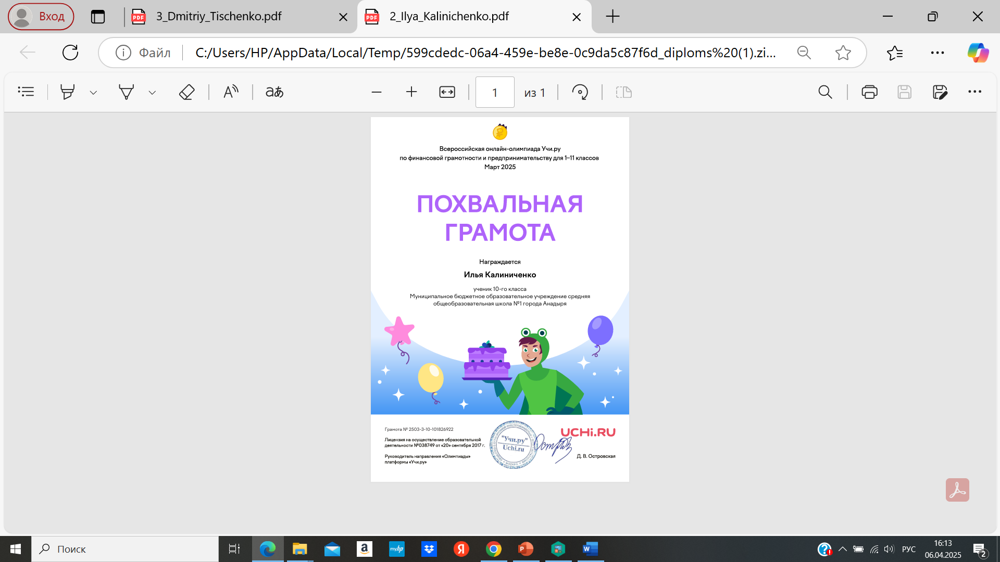 Вход
3_Dmitriy_Tischenko.pdf
2_Ilya_Kalinichenko.pdf
Файл
C:/Users/HP/AppData/Local/Temp/599cdedc-06a4-459e-be8e-0c9da5c87f6d_diploms%20(1).zi...
1 из 1
Всероссийская онлайн-олимпиада Учи.ру
по финансовой грамотности и предпринимательству для 1–11 классов
Март 2025
ПОХВАЛЬНАЯ
ГРАМОТА
Награждается
Илья Калиниченко
ученик 10-го класса
Муниципальное бюджетное образовательное учреждение средняя
общеобразовательная школа №1 города Анадыря
Грамота № 2503-3-10-101826922
Лицензия на осуществление образовательной
деятельности №038749 от «20» сентября 2017 г.
Руководитель направления «Олимпиады»
платформы «Учи.ру»
"Учи.ру"
Uchi.ru
UCHi.RU
Д. В. Островская
Поиск
РУС
16:13
06.04.2025
2